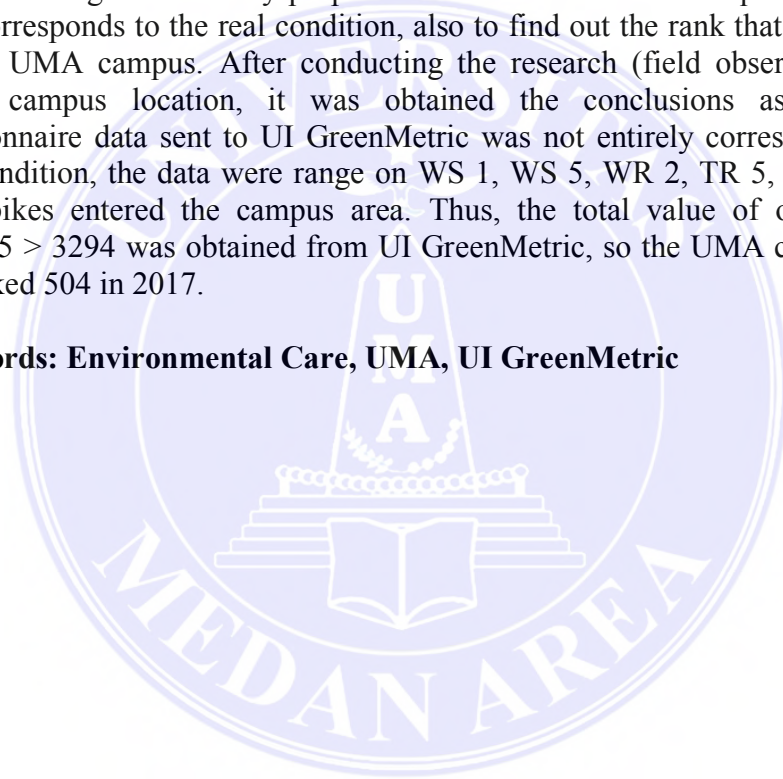 orresponds to the real condition, also to find out the rank that
UMA campus. After conducting the research (field obser
campus location, it was obtained the conclusions as
onnaire data sent to UI GreenMetric was not entirely corres
ndition, the data were range on WS 1, WS 5, WR 2, TR 5,
ikes entered the campus area. Thus, the total value of o
5 > 3294 was obtained from UI GreenMetric, so the UMA c
ked 504 in 2017.
ords: Environmental Care, UMA, UI GreenMetric
UNIVERSITAS
UMA
MEDAN AREA